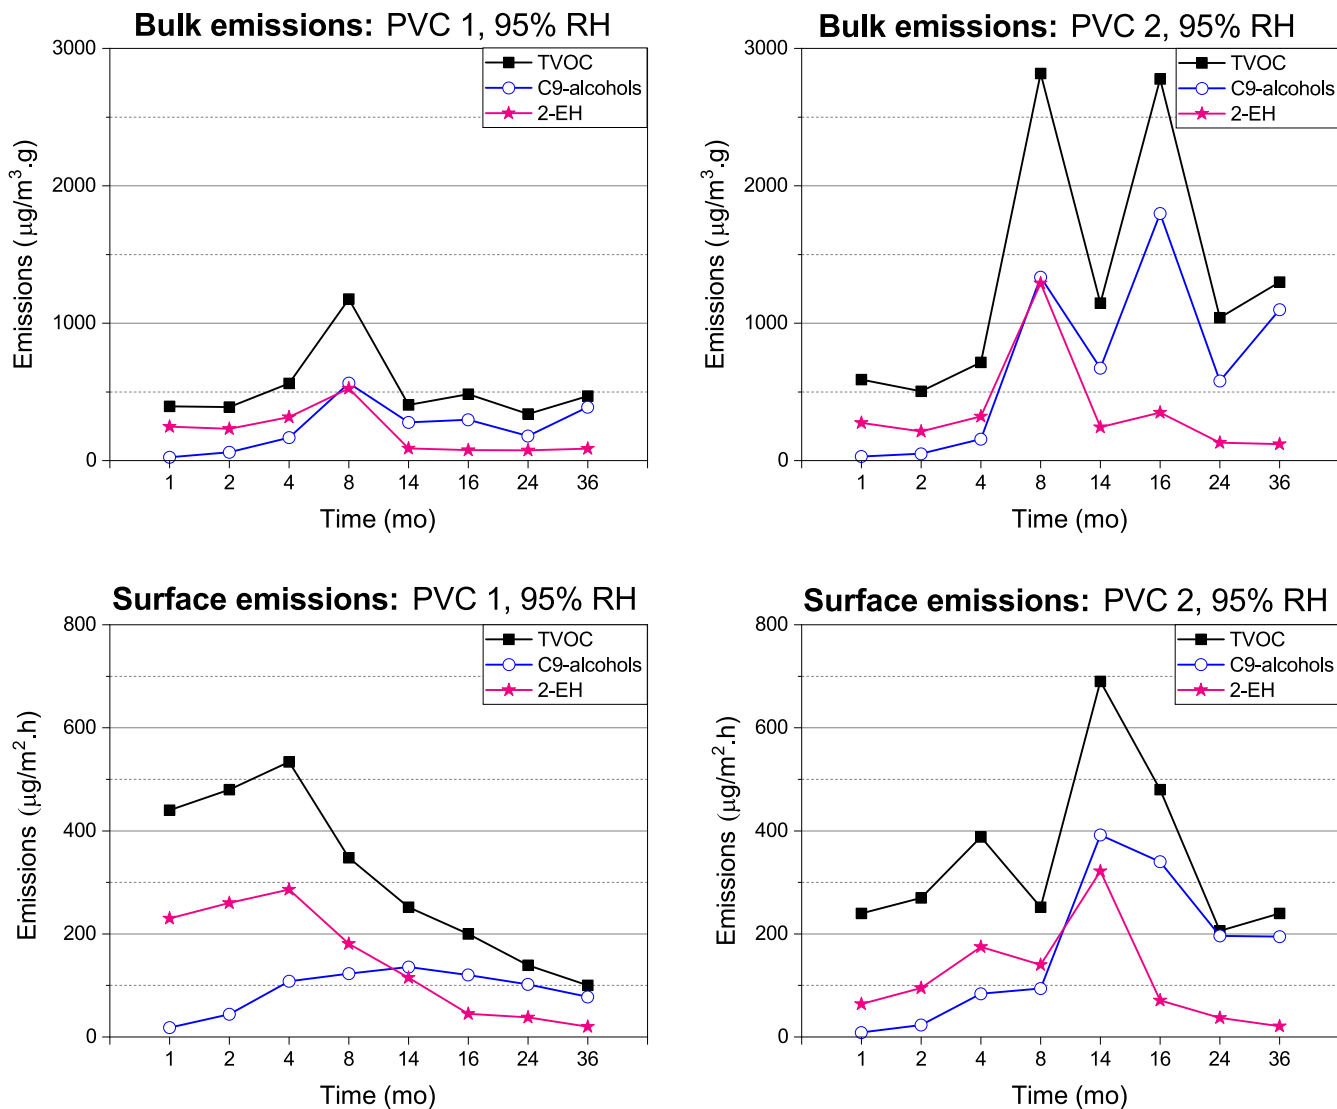 Bulk emissions: PVC 1, 95% RH
3000
2000
1000
0
Emissions (μg/m³.g)
TVOC
C9-alcohols
2-EH
1 2 4 8 14 16 24 36
Time (mo)
Bulk emissions: PVC 2, 95% RH
3000
2000
1000
0
Emissions (μg/m³.g)
TVOC
C9-alcohols
2-EH
1 2 4 8 14 16 24 36
Time (mo)
Surface emissions: PVC 1, 95% RH
800
600
400
200
0
Emissions (μg/m².h)
TVOC
C9-alcohols
2-EH
1 2 4 8 14 16 24 36
Time (mo)
Surface emissions: PVC 2, 95% RH
800
600
400
200
0
Emissions (μg/m².h)
TVOC
C9-alcohols
2-EH
1 2 4 8 14 16 24 36
Time (mo)